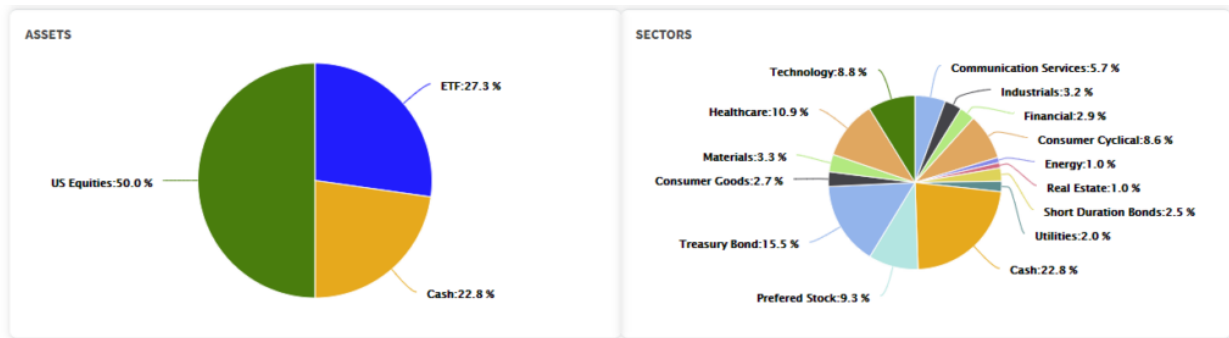 ASSETS
ETF:27.3 %
US Equities:50.0 %
Cash:22.8 %
SECTORS
Technology:8.8 %
Communication Services:5.7 %
Industrials:3.2 %
Healthcare:10.9 %
Financial:2.9 %
Consumer Cyclical:8.6 %
Materials:3.3 %
Energy:1.0 %
Consumer Goods:2.7 %
Real Estate:1.0 %
Short Duration Bonds:2.5 %
Utilities:2.0 %
Treasury Bond:15.5 %
Cash:22.8 %
Prefered Stock:9.3 %